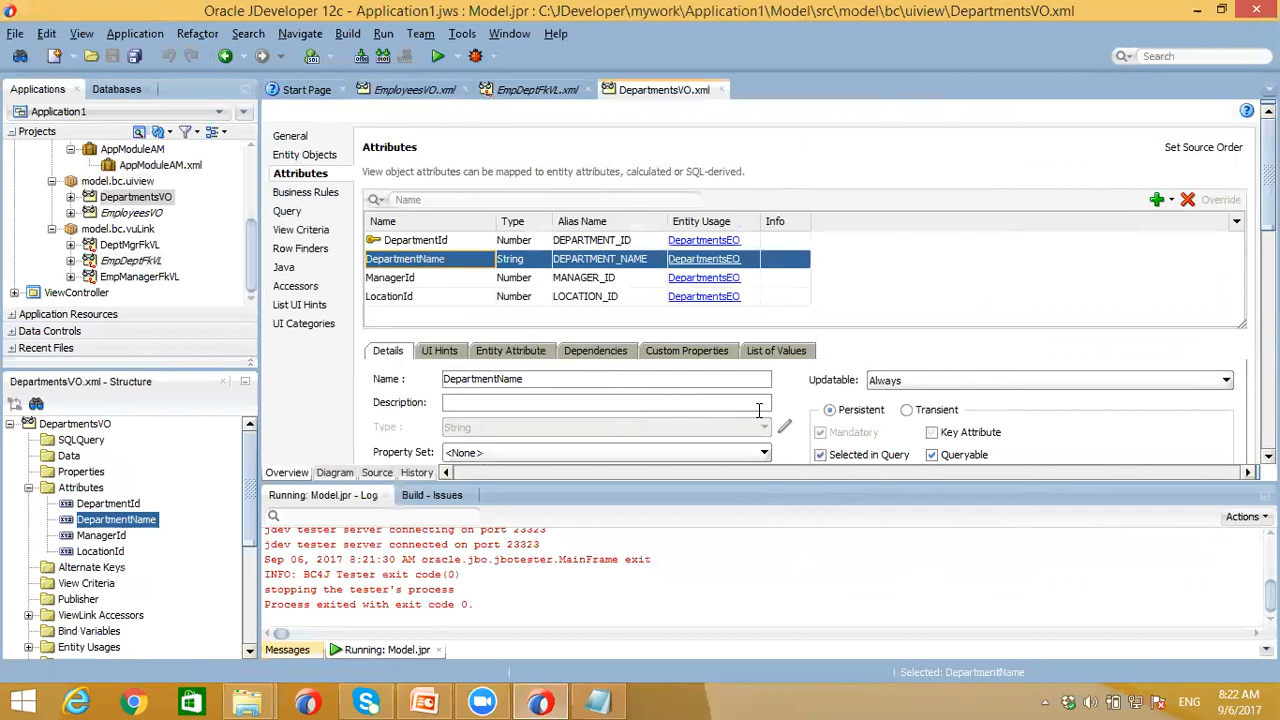 Oracle JDeveloper 12c - Application1.jws : Model.jpr : C:\JDeveloper\mywork\Application1\Model\src\model\bc\uiview\DepartmentsVO.xml
File Edit View Application Refactor Search Navigate Build Run Team Tools Window Help
Search
Applications Databases
Start Page EmployeesVO.xml EmpDeptFkVL.xml DepartmentsVO.xml
Application1
Projects
AppModuleAM
AppModuleAM.xml
model.bc.uiview
DepartmentsVO
EmployeesVO
model.bc.vuLink
DeptMgrFkVL
EmpDeptFkVL
EmpManagerFkVL
ViewController
Application Resources
Data Controls
Recent Files
General
Entity Objects
Attributes
Business Rules
Query
View Criteria
Row Finders
Java
Accessors
List UI Hints
UI Categories
Attributes
Set Source Order
View object attributes can be mapped to entity attributes, calculated or SQL-derived.
Name
Override
Name Type Alias Name Entity Usage Info
DepartmentId Number DEPARTMENT_ID DepartmentsEO
DepartmentName String DEPARTMENT_NAME DepartmentsEO
ManagerId Number MANAGER_ID DepartmentsEO
LocationId Number LOCATION_ID DepartmentsEO
Details UI Hints Entity Attribute Dependencies Custom Properties List of Values
Name : DepartmentName
Updatable: Always
Description:
Persistent Transient
Type : String
Mandatory Key Attribute
Property Set: <None>
Selected in Query Queryable
Overview Diagram Source History
DepartmentsVO.xml - Structure
DepartmentsVO
SQLQuery
Data
Properties
Attributes
DepartmentId
DepartmentName
ManagerId
LocationId
Alternate Keys
View Criteria
Publisher
ViewLink Accessors
Bind Variables
Entity Usages
Running: Model.jpr - Log Build - Issues
Actions
jdev tester server connecting on port 23323
jdev tester server connected on port 23323
Sep 06, 2017 8:21:30 AM oracle.jbo.jbotester.MainFrame exit
INFO: BC4J Tester exit code(0)
stopping the tester's process
Process exited with exit code 0.
Messages Running: Model.jpr
Selected: DepartmentName
ENG
8:22 AM
9/6/2017